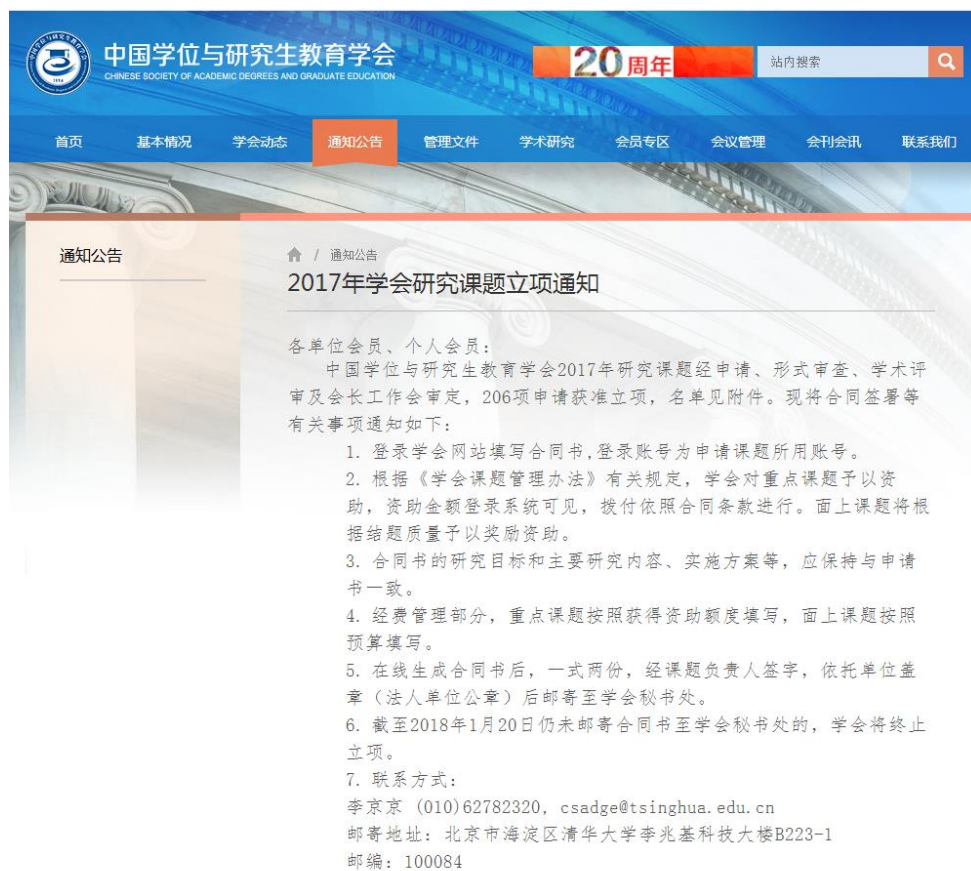 中国学位与研究生教育学会
CHINESE SOCIETY OF ACADEMIC DEGREES AND GRADUATE EDUCATION
20周年
站内搜索
首页 基本情况 学会动态 通知公告 管理文件 学术研究 会员专区 会议管理 会刊会讯 联系我们
通知公告
/ 通知公告
2017年学会研究课题立项通知
各单位会员、个人会员：
中国学位与研究生教育学会2017年研究课题经申请、形式审查、学术评
审及会长工作会审定，206项申请获准立项，名单见附件。现将合同签署等
有关事项通知如下：
1. 登录学会网站填写合同书,登录账号为申请课题所用账号。
2. 根据《学会课题管理办法》有关规定，学会对重点课题予以资
助，资助金额登录系统可见，拨付依照合同条款进行。面上课题将根
据结题质量予以奖励资助。
3. 合同书的研究目标和主要研究内容、实施方案等，应保持与申请
书一致。
4. 经费管理部分，重点课题按照获得资助额度填写，面上课题按照
预算填写。
5. 在线生成合同书后，一式两份，经课题负责人签字，依托单位盖
章（法人单位公章）后邮寄至学会秘书处。
6. 截至2018年1月20日仍未邮寄合同书至学会秘书处的，学会将终止
立项。
7. 联系方式：
李京京 (010)62782320, csadge@tsinghua.edu.cn
邮寄地址：北京市海淀区清华大学李兆基科技大楼B223-1
邮编：100084